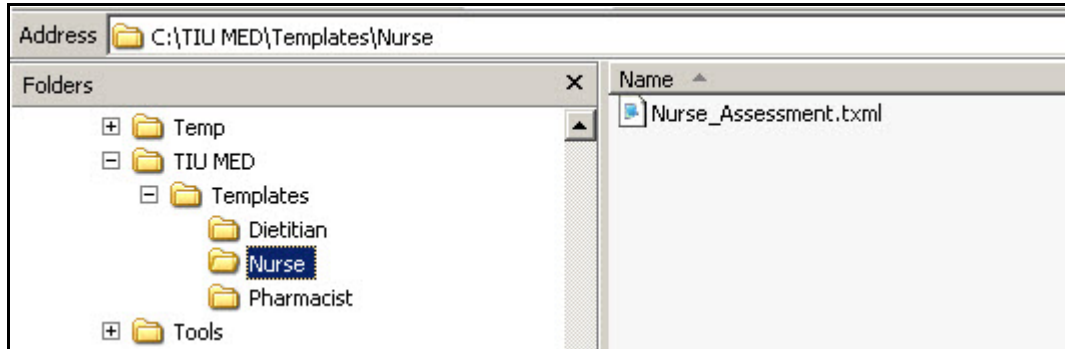 Address C:\TIU MED\Templates\Nurse
Folders
Name
Temp
Nurse_Assessment.txml
TIU MED
Templates
Dietitian
Nurse
Pharmacist
Tools